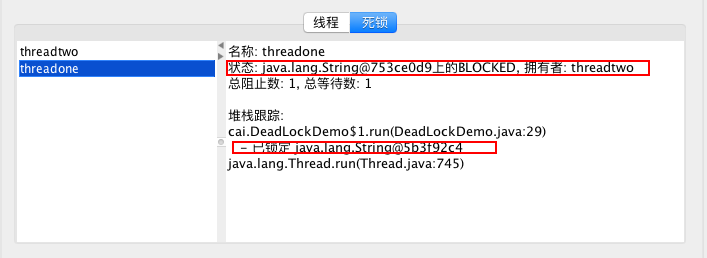 线程 死锁
threadtwo
threadone
名称: threadone
状态: java.lang.String@753ce0d9上的BLOCKED, 拥有者: threadtwo
总阻止数: 1, 总等待数: 1
堆栈跟踪:
cai.DeadLockDemo$1.run(DeadLockDemo.java:29)
- 已锁定 java.lang.String@5b3f92c4
java.lang.Thread.run(Thread.java:745)